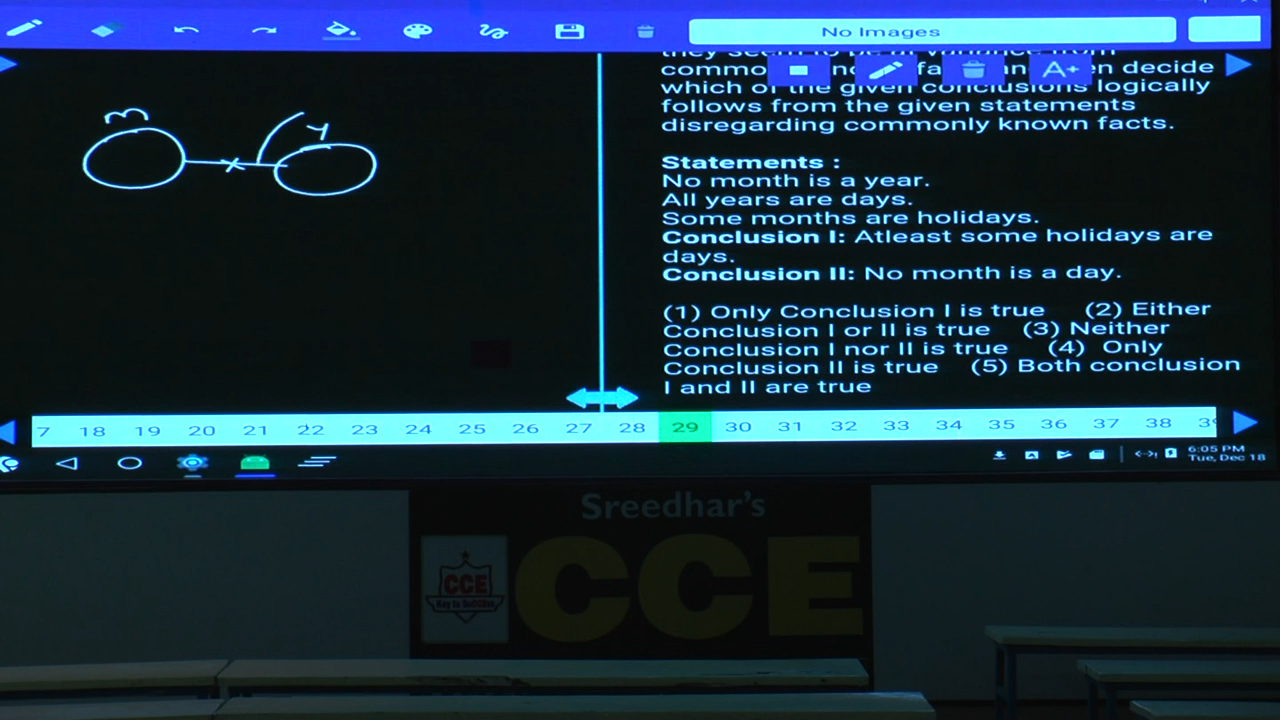 No Images
which of the given conclusions logically
follows from the given statements
disregarding commonly known facts.
Statements :
No month is a year.
All years are days.
Some months are holidays.
Conclusion I: Atleast some holidays are
days.
Conclusion II: No month is a day.
(1) Only Conclusion I is true (2) Either
Conclusion I or II is true (3) Neither
Conclusion I nor II is true (4) Only
Conclusion II is true (5) Both conclusion
I and II are true
A+
decide
m
y
7 18 19 20 21 22 23 24 25 26 27 28 29 30 31 32 33 34 35 36 37 38
6:05 PM
Tue, Dec 18
Sreedhar's
CCE
CCE